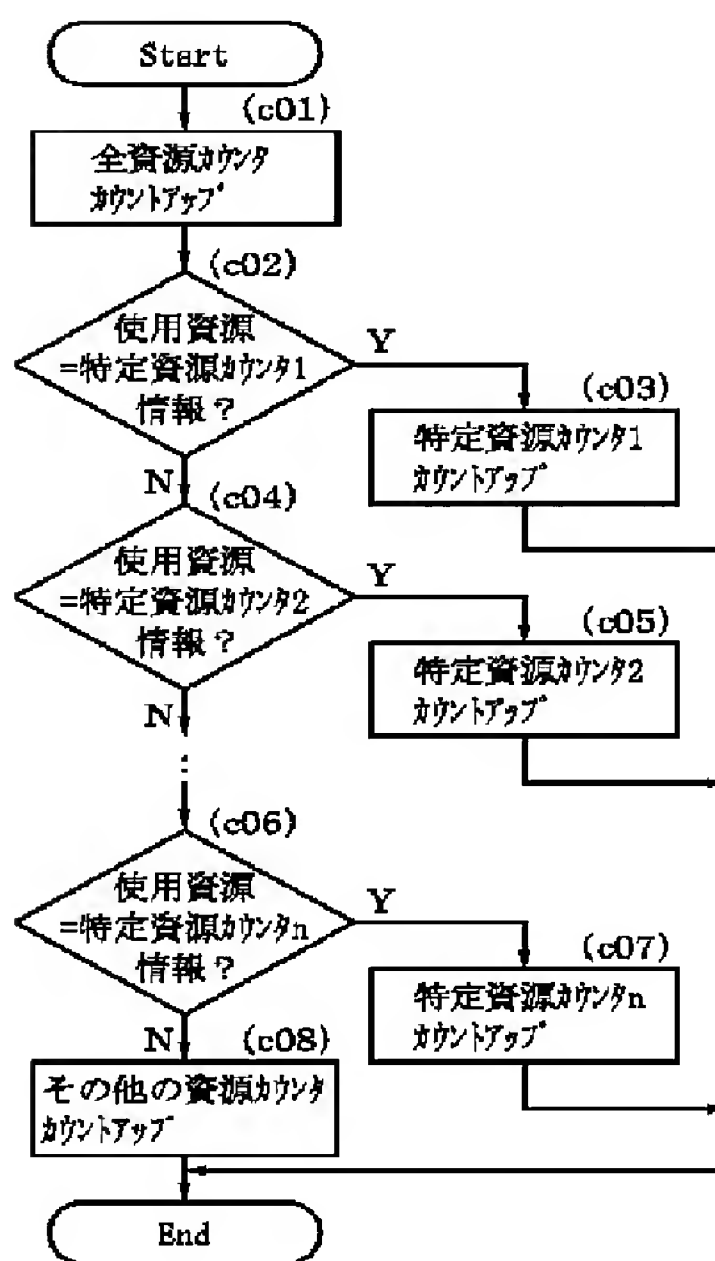 Start
(c01)
全資源ｶｳﾝﾀ
ｶｳﾝﾄｱｯﾌﾟ
(c02)
使用資源
=特定資源ｶｳﾝﾀ1
情報？
Y
N
(c03)
特定資源ｶｳﾝﾀ1
ｶｳﾝﾄｱｯﾌﾟ
(c04)
使用資源
=特定資源ｶｳﾝﾀ2
情報？
Y
N
(c05)
特定資源ｶｳﾝﾀ2
ｶｳﾝﾄｱｯﾌﾟ
(c06)
使用資源
=特定資源ｶｳﾝﾀn
情報？
Y
N
(c07)
特定資源ｶｳﾝﾀn
ｶｳﾝﾄｱｯﾌﾟ
(c08)
その他の資源ｶｳﾝﾀ
ｶｳﾝﾄｱｯﾌﾟ
End